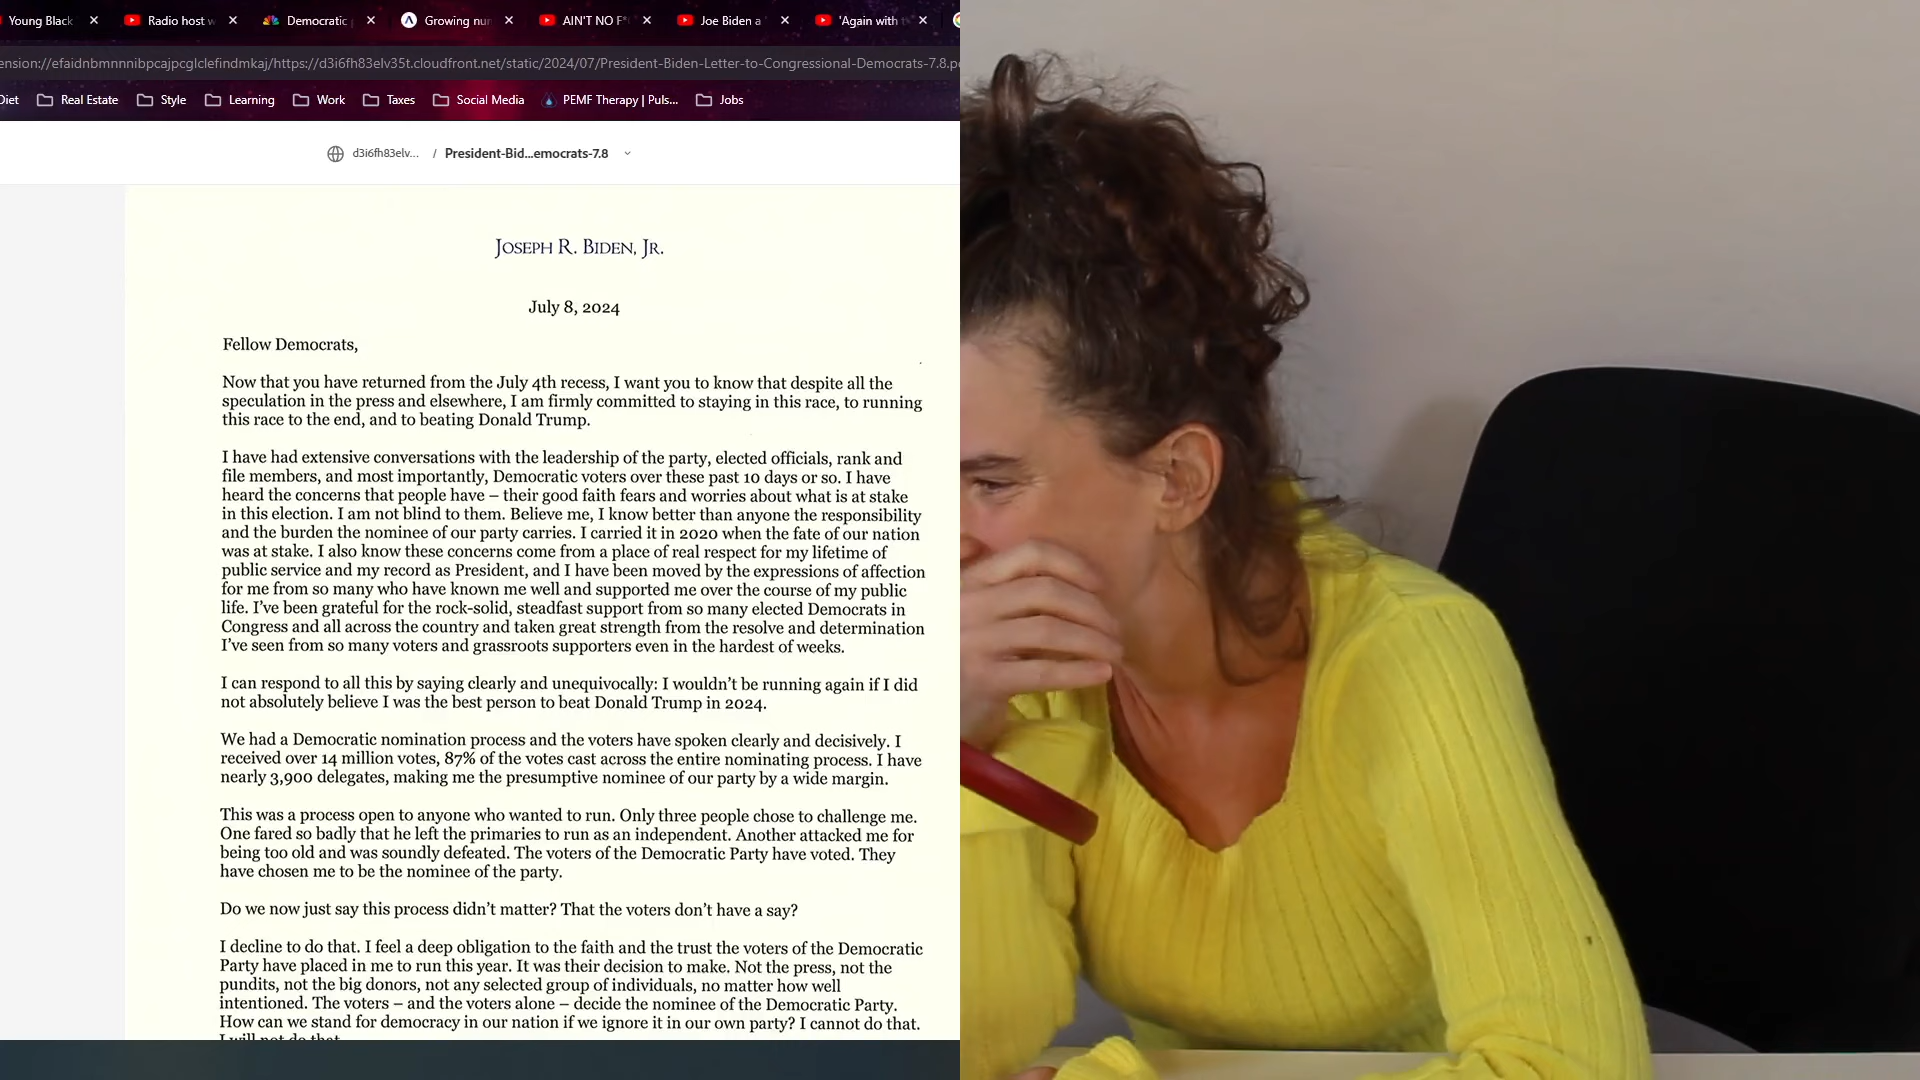 Young Black
Radio host w
Democratic
Growing nur
AIN'T NO F*
Joe Biden a
'Again with t
ension://efaidnbmnnnibpcajpcglclefindmkaj/https://d3i6fh83elv35t.cloudfront.net/static/2024/07/President-Biden-Letter-to-Congressional-Democrats-7.8.p
Diet Real Estate Style Learning Work Taxes Social Media PEMF Therapy | Puls... Jobs
d3i6fh83elv... / President-Bid...emocrats-7.8
JOSEPH R. BIDEN, JR.
July 8, 2024
Fellow Democrats,
Now that you have returned from the July 4th recess, I want you to know that despite all the
speculation in the press and elsewhere, I am firmly committed to staying in this race, to running
this race to the end, and to beating Donald Trump.
I have had extensive conversations with the leadership of the party, elected officials, rank and
file members, and most importantly, Democratic voters over these past 10 days or so. I have
heard the concerns that people have – their good faith fears and worries about what is at stake
in this election. I am not blind to them. Believe me, I know better than anyone the responsibility
and the burden the nominee of our party carries. I carried it in 2020 when the fate of our nation
was at stake. I also know these concerns come from a place of real respect for my lifetime of
public service and my record as President, and I have been moved by the expressions of affection
for me from so many who have known me well and supported me over the course of my public
life. I've been grateful for the rock-solid, steadfast support from so many elected Democrats in
Congress and all across the country and taken great strength from the resolve and determination
I've seen from so many voters and grassroots supporters even in the hardest of weeks.
I can respond to all this by saying clearly and unequivocally: I wouldn't be running again if I did
not absolutely believe I was the best person to beat Donald Trump in 2024.
We had a Democratic nomination process and the voters have spoken clearly and decisively. I
received over 14 million votes, 87% of the votes cast across the entire nominating process. I have
nearly 3,900 delegates, making me the presumptive nominee of our party by a wide margin.
This was a process open to anyone who wanted to run. Only three people chose to challenge me.
One fared so badly that he left the primaries to run as an independent. Another attacked me for
being too old and was soundly defeated. The voters of the Democratic Party have voted. They
have chosen me to be the nominee of the party.
Do we now just say this process didn't matter? That the voters don't have a say?
I decline to do that. I feel a deep obligation to the faith and the trust the voters of the Democratic
Party have placed in me to run this year. It was their decision to make. Not the press, not the
pundits, not the big donors, not any selected group of individuals, no matter how well
intentioned. The voters – and the voters alone – decide the nominee of the Democratic Party.
How can we stand for democracy in our nation if we ignore it in our own party? I cannot do that.
I will not do that.